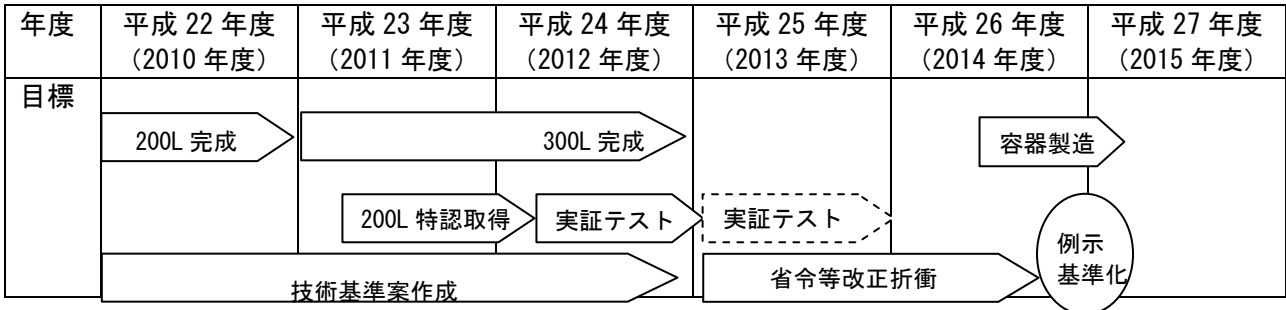 年度 平成 22 年度 平成 23 年度 平成 24 年度 平成 25 年度 平成 26 年度 平成 27 年度
（2010 年度） （2011 年度） （2012 年度） （2013 年度） （2014 年度） （2015 年度）
目標
200L 完成 300L 完成 容器製造
200L 特認取得 実証テスト 実証テスト
例示
基準化
技術基準案作成 省令等改正折衝